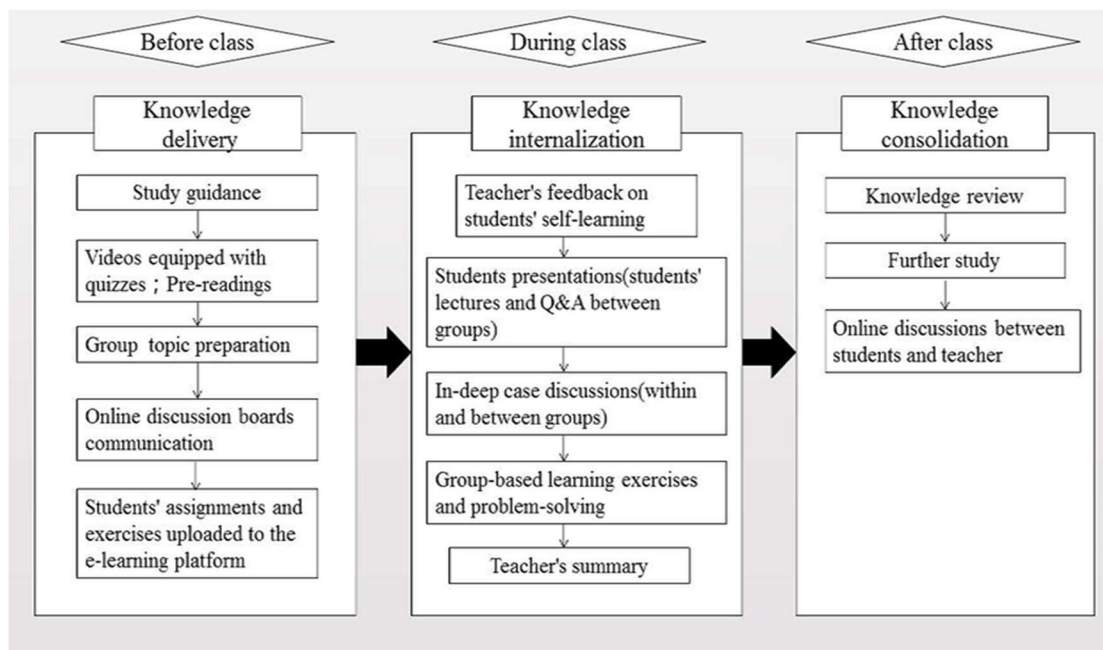 Before class
During class
After class
Knowledge
delivery
Study guidance
Videos equipped with
quizzes ; Pre-readings
Group topic preparation
Online discussion boards
communication
Students' assignments and
exercises uploaded to the
e-learning platform
Knowledge
internalization
Teacher's feedback on
students' self-learning
Students presentations(students'
lectures and Q&A between
groups)
In-deep case discussions(within
and between groups)
Group-based learning exercises
and problem-solving
Teacher's summary
Knowledge
consolidation
Knowledge review
Further study
Online discussions between
students and teacher